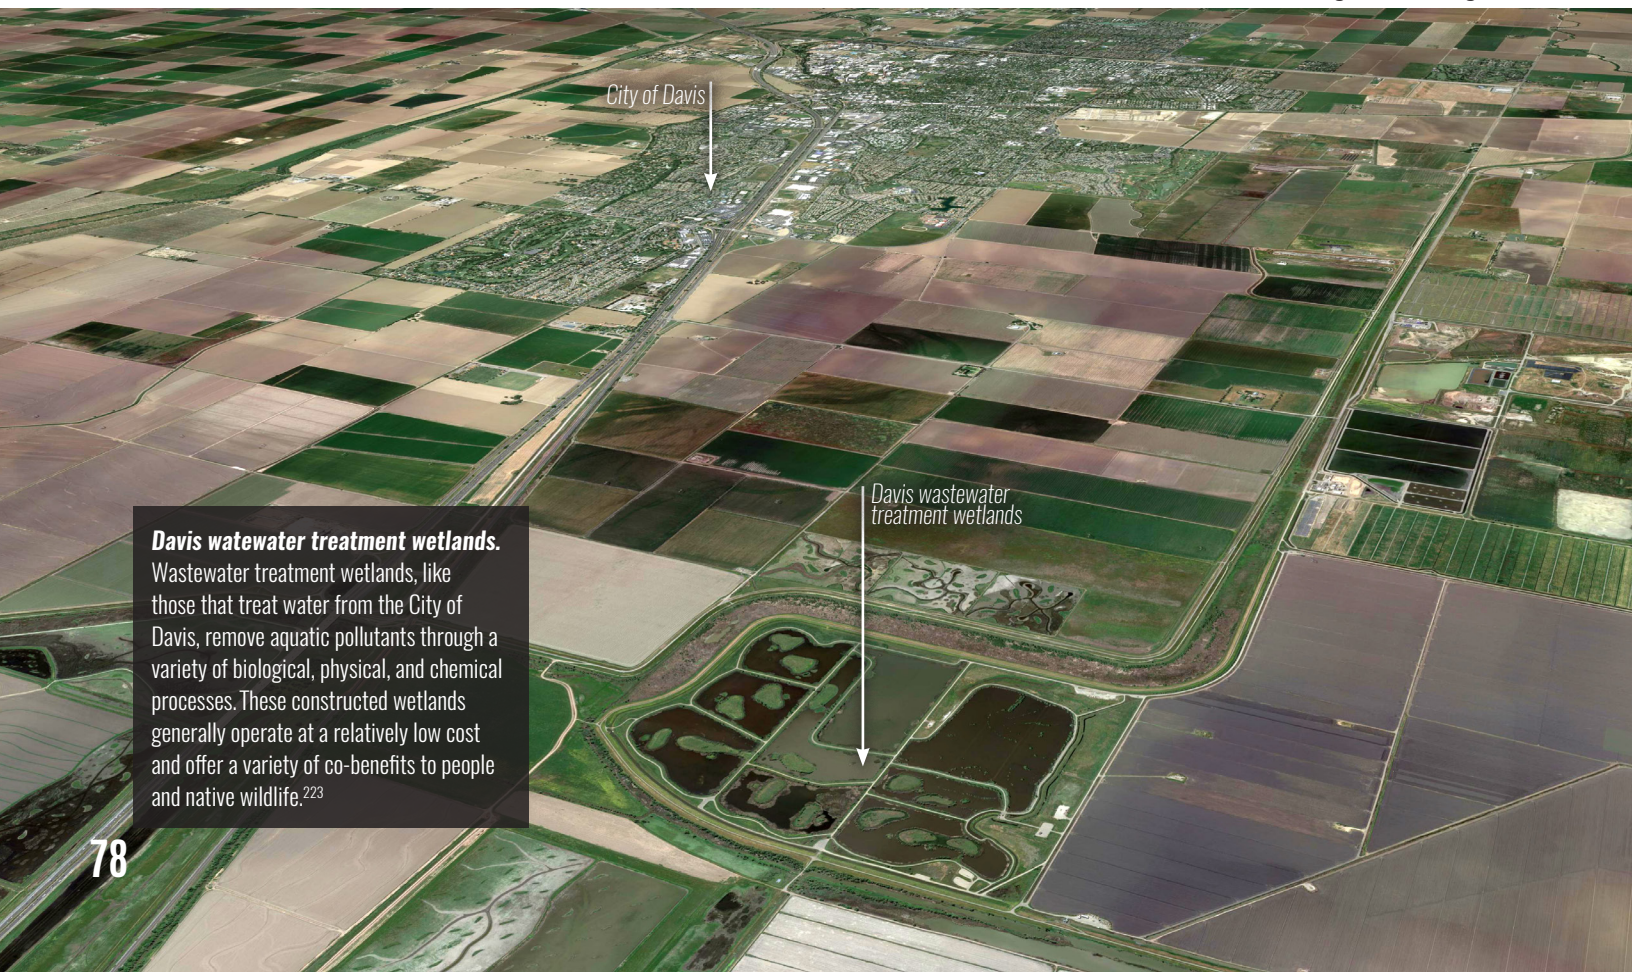 City of Davis
Davis wastewater
treatment wetlands
Davis watewater treatment wetlands.
Wastewater treatment wetlands, like
those that treat water from the City of
Davis, remove aquatic pollutants through a
variety of biological, physical, and chemical
processes. These constructed wetlands
generally operate at a relatively low cost
and offer a variety of co-benefits to people
and native wildlife.²²³
78